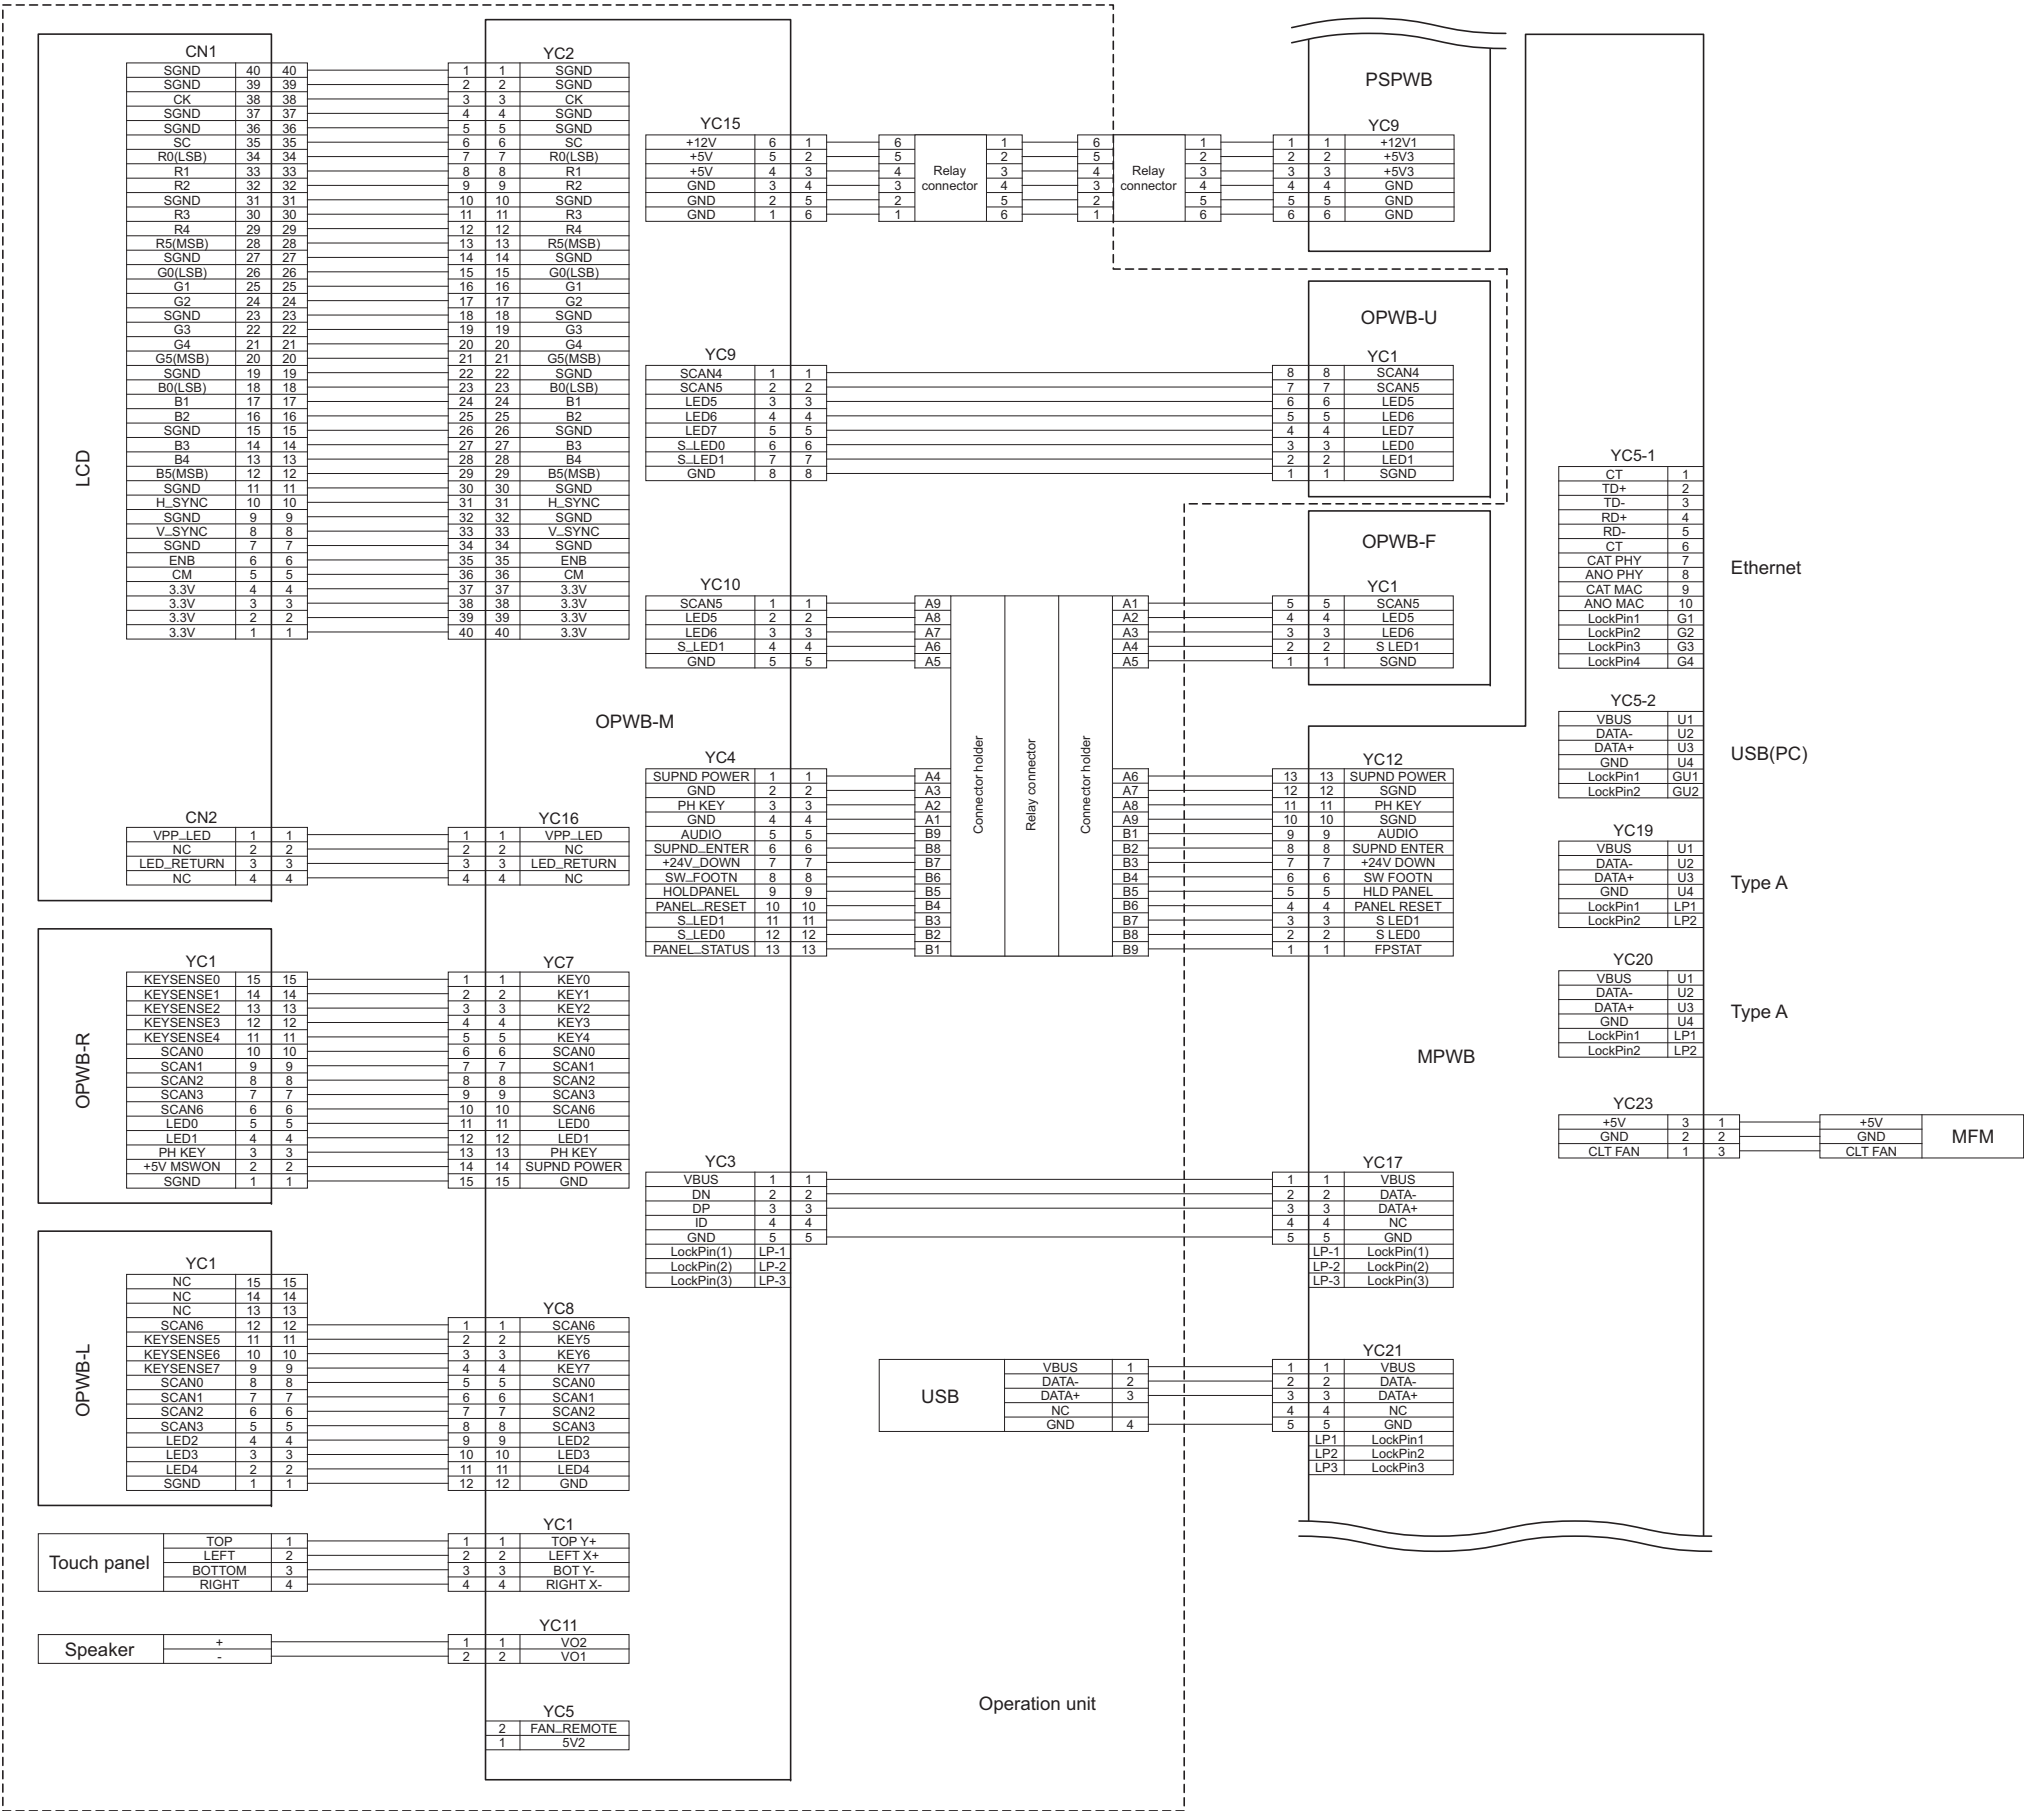 LCD
CN1
SGND 40 40
SGND 39 39
CK 38 38
SGND 37 37
SGND 36 36
SC 35 35
R0(LSB) 34 34
R1 33 33
R2 32 32
SGND 31 31
R3 30 30
R4 29 29
R5(MSB) 28 28
SGND 27 27
G0(LSB) 26 26
G1 25 25
G2 24 24
SGND 23 23
G3 22 22
G4 21 21
G5(MSB) 20 20
SGND 19 19
B0(LSB) 18 18
B1 17 17
B2 16 16
SGND 15 15
B3 14 14
B4 13 13
B5(MSB) 12 12
SGND 11 11
H_SYNC 10 10
SGND 9 9
V_SYNC 8 8
SGND 7 7
ENB 6 6
CM 5 5
3.3V 4 4
3.3V 3 3
3.3V 2 2
3.3V 1 1
CN2
VPP_LED 1 1
NC 2 2
LED_RETURN 3 3
NC 4 4
OPWB-R
YC1
KEYSENSE0 15 15
KEYSENSE1 14 14
KEYSENSE2 13 13
KEYSENSE3 12 12
KEYSENSE4 11 11
SCAN0 10 10
SCAN1 9 9
SCAN2 8 8
SCAN3 7 7
SCAN6 6 6
LED0 5 5
LED1 4 4
PH KEY 3 3
+5V MSWON 2 2
SGND 1 1
OPWB-L
YC1
NC 15 15
NC 14 14
NC 13 13
SCAN6 12 12
KEYSENSE5 11 11
KEYSENSE6 10 10
KEYSENSE7 9 9
SCAN0 8 8
SCAN1 7 7
SCAN2 6 6
SCAN3 5 5
LED2 4 4
LED3 3 3
LED4 2 2
SGND 1 1
Touch panel
TOP 1
LEFT 2
BOTTOM 3
RIGHT 4
Speaker
+
-
OPWB-M
YC2
1 1 SGND
2 2 SGND
3 3 CK
4 4 SGND
5 5 SGND
6 6 SC
7 7 R0(LSB)
8 8 R1
9 9 R2
10 10 SGND
11 11 R3
12 12 R4
13 13 R5(MSB)
14 14 SGND
15 15 G0(LSB)
16 16 G1
17 17 G2
18 18 SGND
19 19 G3
20 20 G4
21 21 G5(MSB)
22 22 SGND
23 23 B0(LSB)
24 24 B1
25 25 B2
26 26 SGND
27 27 B3
28 28 B4
29 29 B5(MSB)
30 30 SGND
31 31 H_SYNC
32 32 SGND
33 33 V_SYNC
34 34 SGND
35 35 ENB
36 36 CM
37 37 3.3V
38 38 3.3V
39 39 3.3V
40 40 3.3V
YC16
1 1 VPP_LED
2 2 NC
3 3 LED_RETURN
4 4 NC
YC7
1 1 KEY0
2 2 KEY1
3 3 KEY2
4 4 KEY3
5 5 KEY4
6 6 SCAN0
7 7 SCAN1
8 8 SCAN2
9 9 SCAN3
10 10 SCAN6
11 11 LED0
12 12 LED1
13 13 PH KEY
14 14 SUPND POWER
15 15 GND
YC8
1 1 SCAN6
2 2 KEY5
3 3 KEY6
4 4 KEY7
5 5 SCAN0
6 6 SCAN1
7 7 SCAN2
8 8 SCAN3
9 9 LED2
10 10 LED3
11 11 LED4
12 12 GND
YC1
1 1 TOP Y+
2 2 LEFT X+
3 3 BOT Y-
4 4 RIGHT X-
YC11
1 1 VO2
2 2 VO1
YC5
2 FAN_REMOTE
1 5V2
YC15
+12V 6 1
+5V 5 2
+5V 4 3
GND 3 4
GND 2 5
GND 1 6
6 1
5 2
4 3
3 4
2 5
1 6
Relay
connector
6 1
5 2
4 3
3 4
2 5
1 6
Relay
connector
YC9
SCAN4 1 1
SCAN5 2 2
LED5 3 3
LED6 4 4
LED7 5 5
S_LED0 6 6
S_LED1 7 7
GND 8 8
YC10
SCAN5 1 1
LED5 2 2
LED6 3 3
S_LED1 4 4
GND 5 5
YC4
SUPND POWER 1 1
GND 2 2
PH KEY 3 3
GND 4 4
AUDIO 5 5
SUPND_ENTER 6 6
+24V_DOWN 7 7
SW_FOOTN 8 8
HOLDPANEL 9 9
PANEL_RESET 10 10
S_LED1 11 11
S_LED0 12 12
PANEL_STATUS 13 13
YC3
VBUS 1 1
DN 2 2
DP 3 3
ID 4 4
GND 5 5
LockPin(1) LP-1
LockPin(2) LP-2
LockPin(3) LP-3
A9 A1
A8 A2
A7 A3
A6 A4
A5 A5
A4 A6
A3 A7
A2 A8
A1 A9
B9 B1
B8 B2
B7 B3
B6 B4
B5 B5
B4 B6
B3 B7
B2 B8
B1 B9
Connector holder
Relay connector
Connector holder
USB
VBUS 1
DATA- 2
DATA+ 3
NC
GND 4
Operation unit
PSPWB
YC9
1 1 +12V1
2 2 +5V3
3 3 +5V3
4 4 GND
5 5 GND
6 6 GND
OPWB-U
YC1
8 8 SCAN4
7 7 SCAN5
6 6 LED5
5 5 LED6
4 4 LED7
3 3 LED0
2 2 LED1
1 1 SGND
OPWB-F
YC1
5 5 SCAN5
4 4 LED5
3 3 LED6
2 2 S LED1
1 1 SGND
MPWB
YC12
13 13 SUPND POWER
12 12 SGND
11 11 PH KEY
10 10 SGND
9 9 AUDIO
8 8 SUPND ENTER
7 7 +24V DOWN
6 6 SW FOOTN
5 5 HLD PANEL
4 4 PANEL RESET
3 3 S LED1
2 2 S LED0
1 1 FPSTAT
YC17
1 1 VBUS
2 2 DATA-
3 3 DATA+
4 4 NC
5 5 GND
LP-1 LockPin(1)
LP-2 LockPin(2)
LP-3 LockPin(3)
YC21
1 1 VBUS
2 2 DATA-
3 3 DATA+
4 4 NC
5 5 GND
LP1 LockPin1
LP2 LockPin2
LP3 LockPin3
YC5-1
CT 1
TD+ 2
TD- 3
RD+ 4
RD- 5
CT 6
CAT PHY 7
ANO PHY 8
CAT MAC 9
ANO MAC 10
LockPin1 G1
LockPin2 G2
LockPin3 G3
LockPin4 G4
Ethernet
YC5-2
VBUS U1
DATA- U2
DATA+ U3
GND U4
LockPin1 GU1
LockPin2 GU2
USB(PC)
YC19
VBUS U1
DATA- U2
DATA+ U3
GND U4
LockPin1 LP1
LockPin2 LP2
Type A
YC20
VBUS U1
DATA- U2
DATA+ U3
GND U4
LockPin1 LP1
LockPin2 LP2
Type A
YC23
+5V 3 1
GND 2 2
CLT FAN 1 3
+5V
GND
CLT FAN
MFM